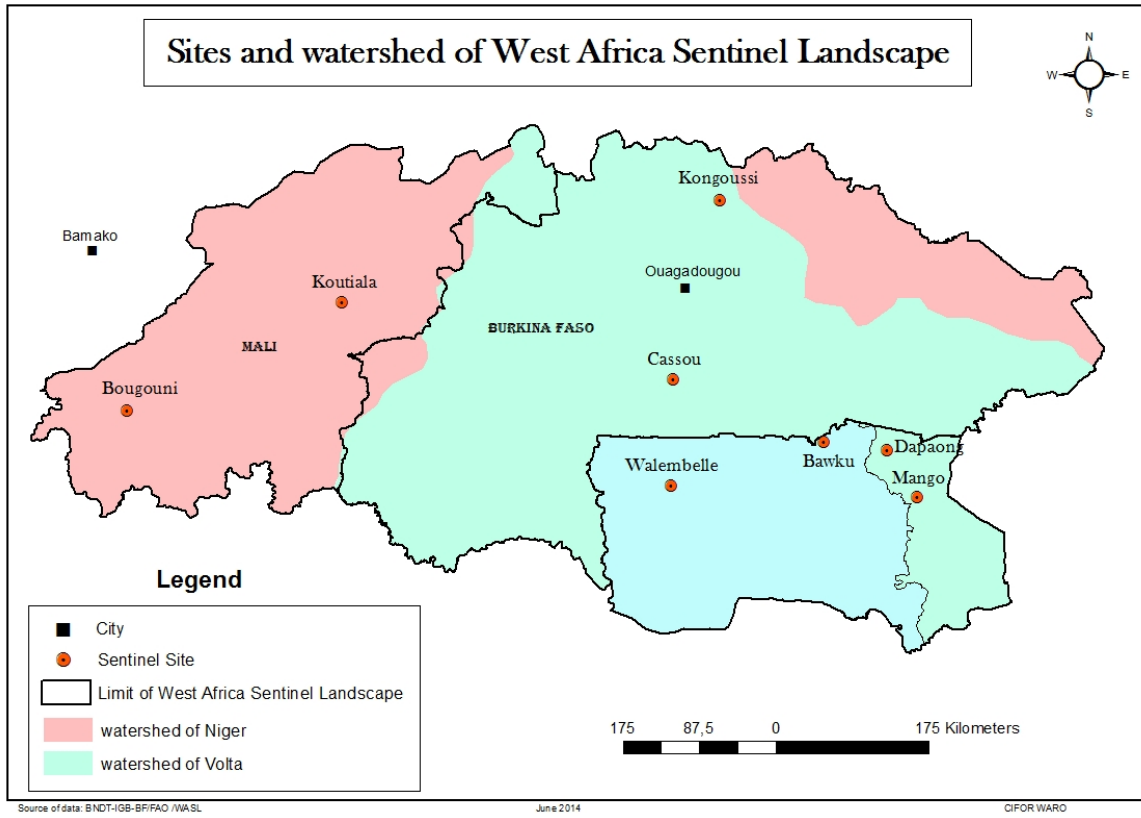 Sites and watershed of West Africa Sentinel Landscape
N
W
E
S
Kongoussi
Bamako
Ouagadougou
Koutiala
BURKINA FASO
MALI
Cassou
Bougouni
Dapaong
Bawku
Walembelle
Mango
Legend
City
Sentinel Site
Limit of West Africa Sentinel Landscape
watershed of Niger
watershed of Volta
175 87,5 0 175 Kilometers
Source of data: BNDT-IGB-BF/FAO /WASL
June 2014
CIFOR WARO